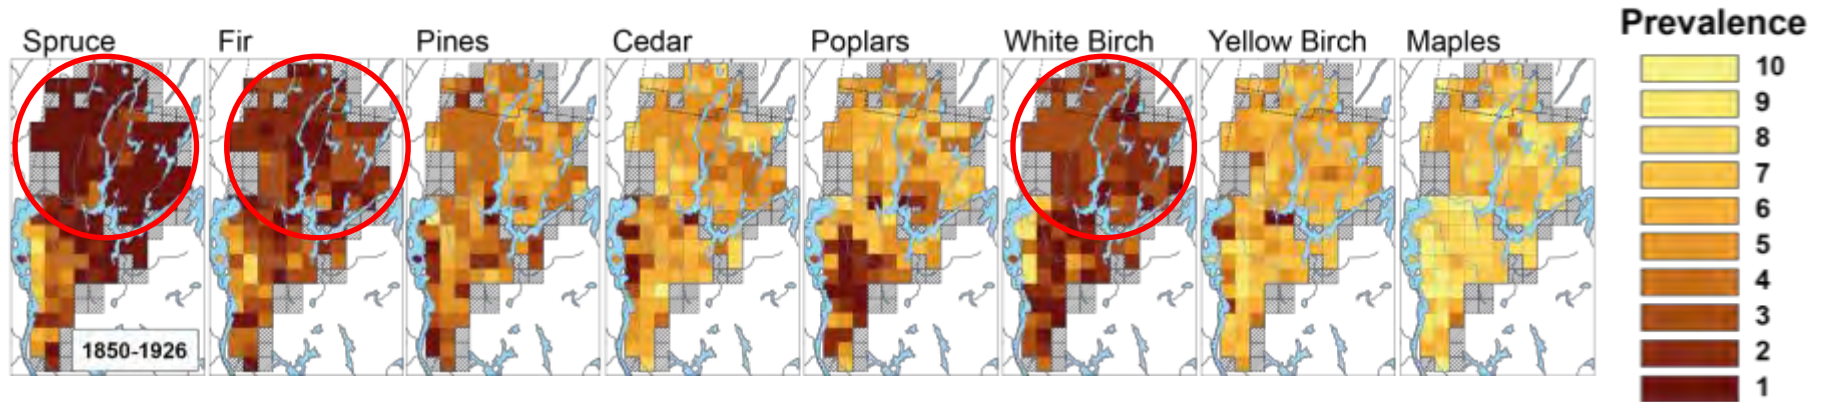 Spruce
Fir
Pines
Cedar
Poplars
White Birch
Yellow Birch
Maples
1850-1926
Prevalence
10
9
8
7
6
5
4
3
2
1